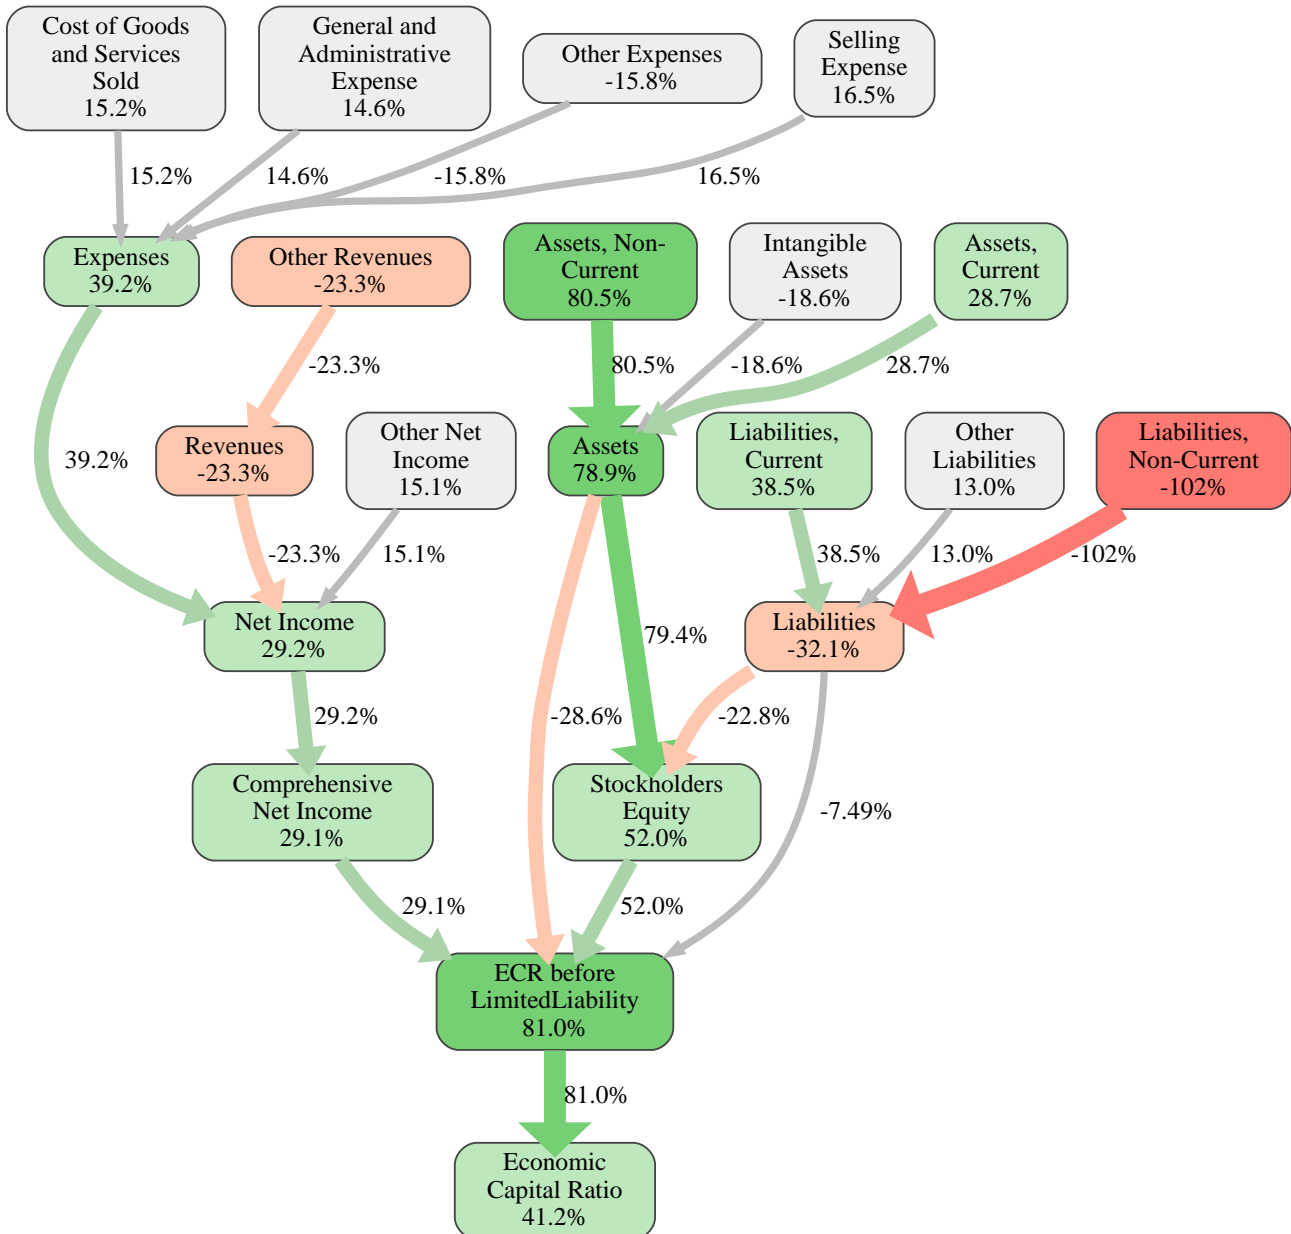 Cost of Goods
and Services
Sold
15.2%
General and
Administrative
Expense
14.6%
Other Expenses
-15.8%
Selling
Expense
16.5%
15.2%
14.6%
-15.8%
16.5%
Expenses
39.2%
Other Revenues
-23.3%
Assets, Non-
Current
80.5%
Intangible
Assets
-18.6%
Assets,
Current
28.7%
-23.3%
80.5%
-18.6%
28.7%
39.2%
Revenues
-23.3%
Other Net
Income
15.1%
Assets
78.9%
Liabilities,
Current
38.5%
Other
Liabilities
13.0%
Liabilities,
Non-Current
-102%
-23.3%
15.1%
38.5%
13.0%
-102%
Net Income
29.2%
79.4%
Liabilities
-32.1%
29.2%
-28.6%
-22.8%
Comprehensive
Net Income
29.1%
Stockholders
Equity
52.0%
-7.49%
29.1%
52.0%
ECR before
LimitedLiability
81.0%
81.0%
Economic
Capital Ratio
41.2%